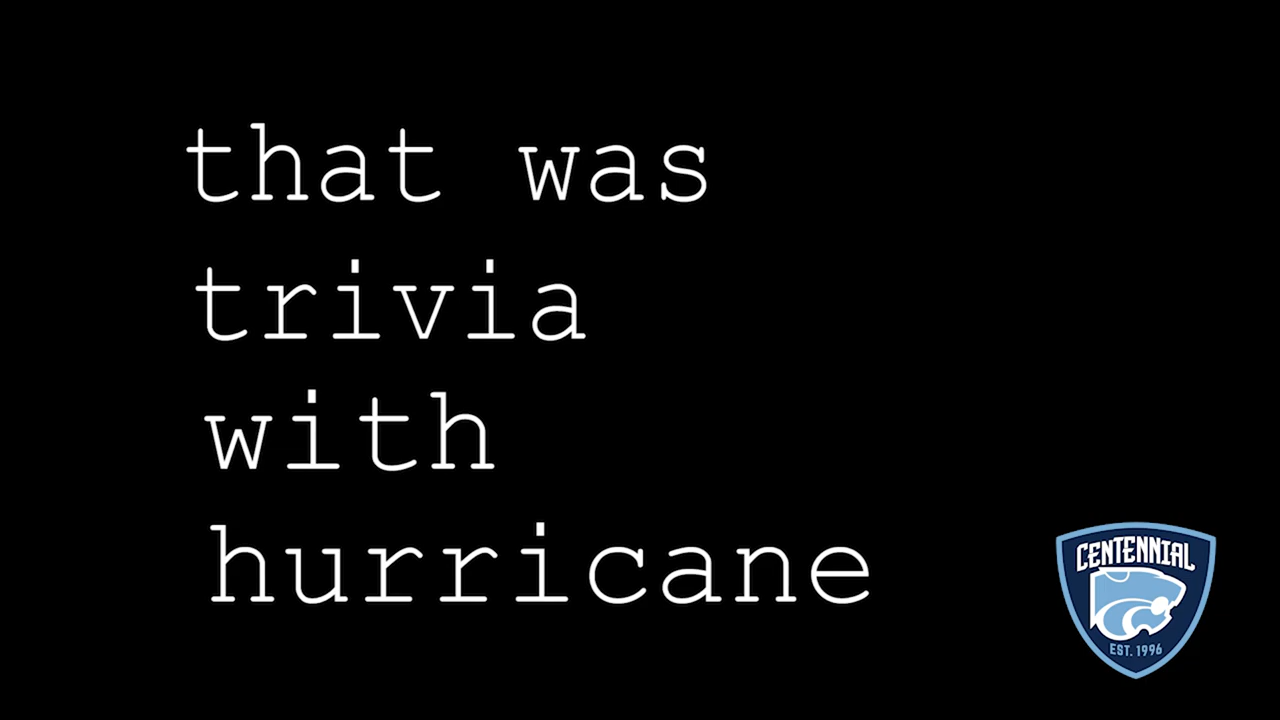 that was
trivia
with
hurricane
CENTENNIAL
EST. 1996